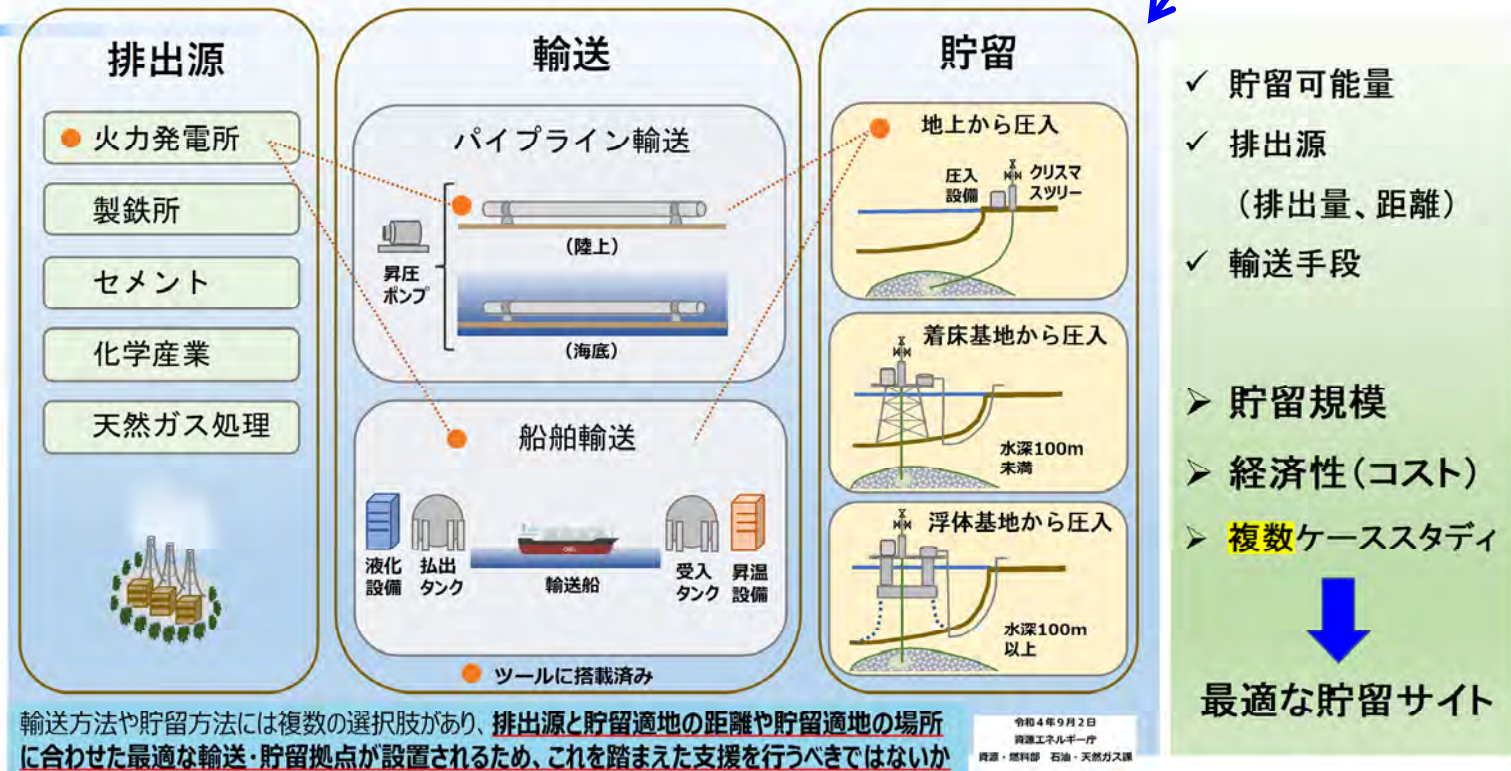 排出源
火力発電所
製鉄所
セメント
化学産業
天然ガス処理
輸送
パイプライン輸送
昇圧
ポンプ
(陸上)
(海底)
船舶輸送
液化
設備
払出
タンク
輸送船
受入
タンク
昇温
設備
ツールに搭載済み
貯留
地上から圧入
圧入
設備
クリスマ
スツリー
着床基地から圧入
水深100m
未満
浮体基地から圧入
水深100m
以上
✓ 貯留可能量
✓ 排出源
(排出量、距離)
✓ 輸送手段
➢ 貯留規模
➢ 経済性(コスト)
➢ 複数ケーススタディ
最適な貯留サイト
輸送方法や貯留方法には複数の選択肢があり、排出源と貯留適地の距離や貯留適地の場所
に合わせた最適な輸送・貯留拠点が設置されるため、これを踏まえた支援を行うべきではないか
令和4年9月2日
資源エネルギー庁
資源・燃料部 石油・天然ガス課